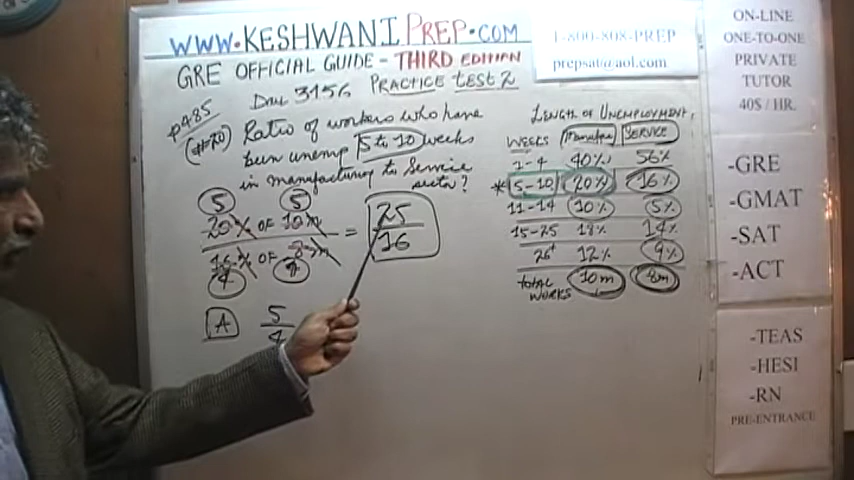 WWW.KESHWANIPREP.COM
GRE OFFICIAL GUIDE - THIRD EDITION
PRACTICE TEST 2
1-800-808-PREP
prepsat@aol.com
p485
(#20)
Ratio of workers who have
been unemp 5 to 10 weeks
in manufacturing to service
sector?
5 5
20% OF 10m
16% OF 8m
4 4
= 25
16
A 5
4
LENGTH OF UNEMPLOYMENT
WEEKS SERVICE
1-4 40% 56%
* 5-10 20% 16%
11-14 10% 5%
15-25 18% 14%
26+ 12% 9%
TOTAL 10m 8m
WORKS
ON-LINE
ONE-TO-ONE
PRIVATE
TUTOR
40$ / HR.
-GRE
-GMAT
-SAT
-ACT
-TEAS
-HESI
-RN
PRE-ENTRANCE